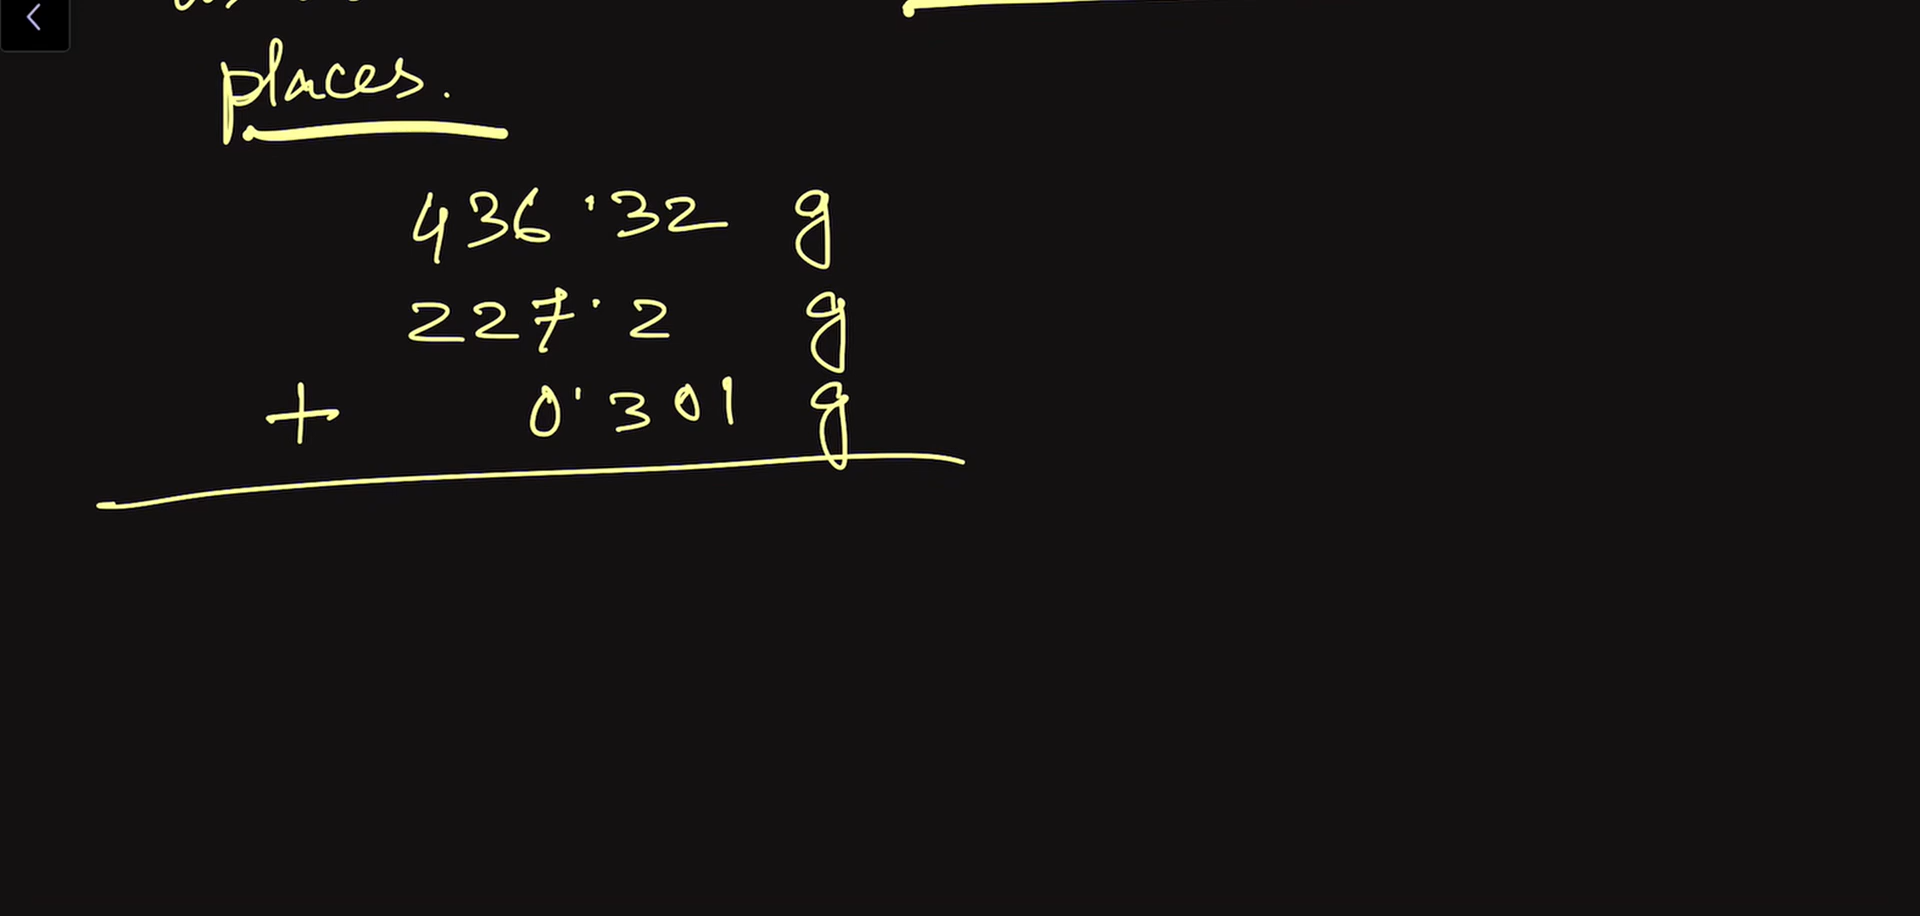 places.
436.32 g
227.2 g
+ 0.301 g